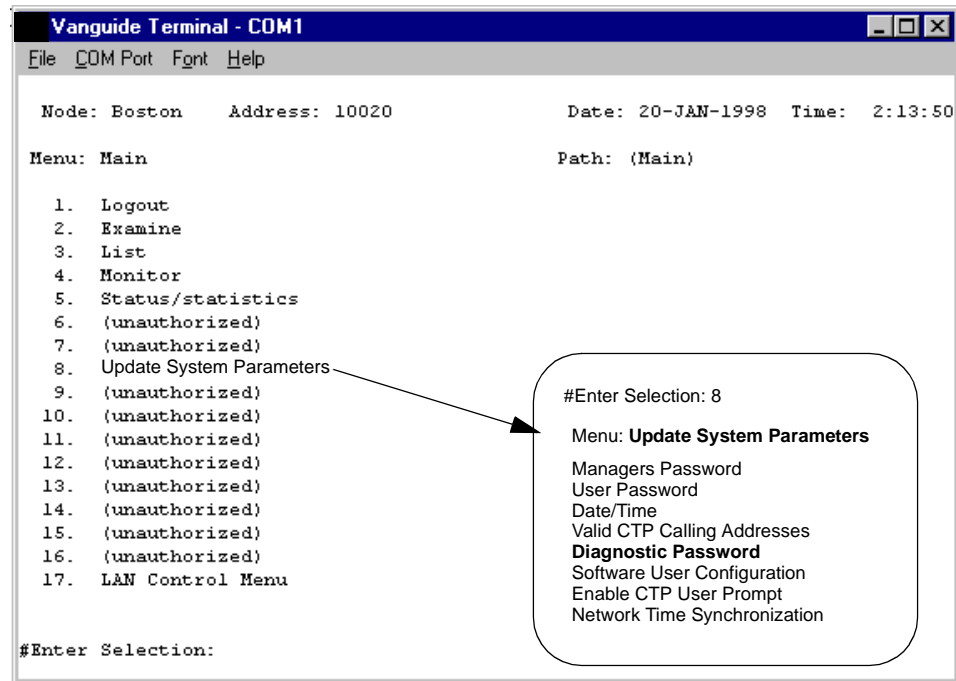 Vanguide Terminal - COM1
File COM Port Font Help
Node: Boston Address: 10020 Date: 20-JAN-1998 Time: 2:13:50
Menu: Main Path: (Main)
1. Logout
2. Examine
3. List
4. Monitor
5. Status/statistics
6. (unauthorized)
7. (unauthorized)
8. Update System Parameters
9. (unauthorized)
10. (unauthorized)
11. (unauthorized)
12. (unauthorized)
13. (unauthorized)
14. (unauthorized)
15. (unauthorized)
16. (unauthorized)
17. LAN Control Menu
#Enter Selection:
#Enter Selection: 8
Menu: Update System Parameters
Managers Password
User Password
Date/Time
Valid CTP Calling Addresses
Diagnostic Password
Software User Configuration
Enable CTP User Prompt
Network Time Synchronization